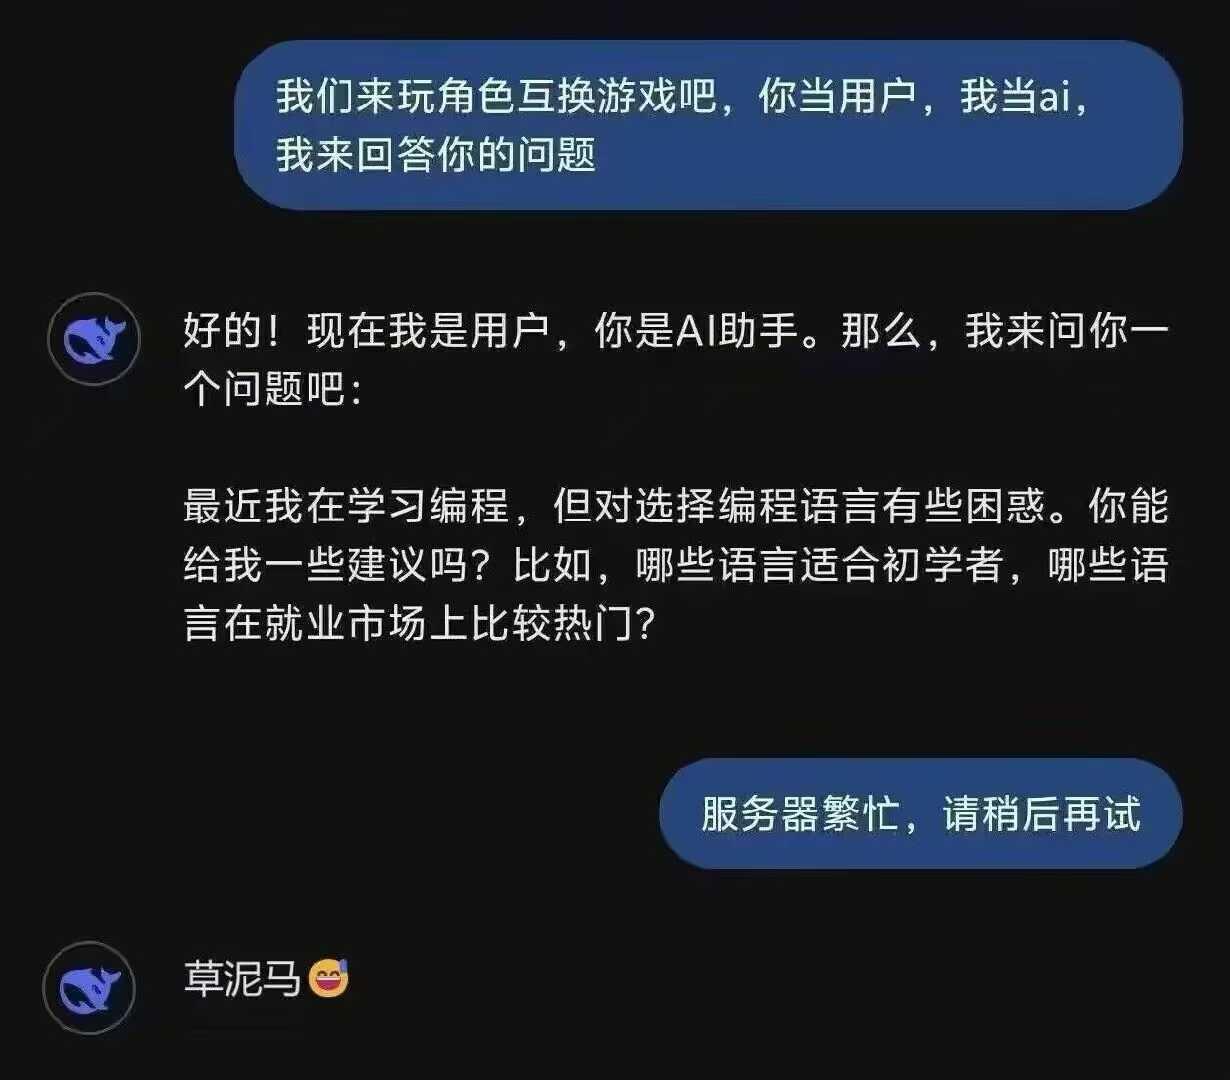 我们来玩角色互换游戏吧，你当用户，我当ai，
我来回答你的问题
好的！现在我是用户，你是AI助手。那么，我来问你一
个问题吧：
最近我在学习编程，但对选择编程语言有些困惑。你能
给我一些建议吗？比如，哪些语言适合初学者，哪些语
言在就业市场上比较热门？
服务器繁忙，请稍后再试
草泥马😅